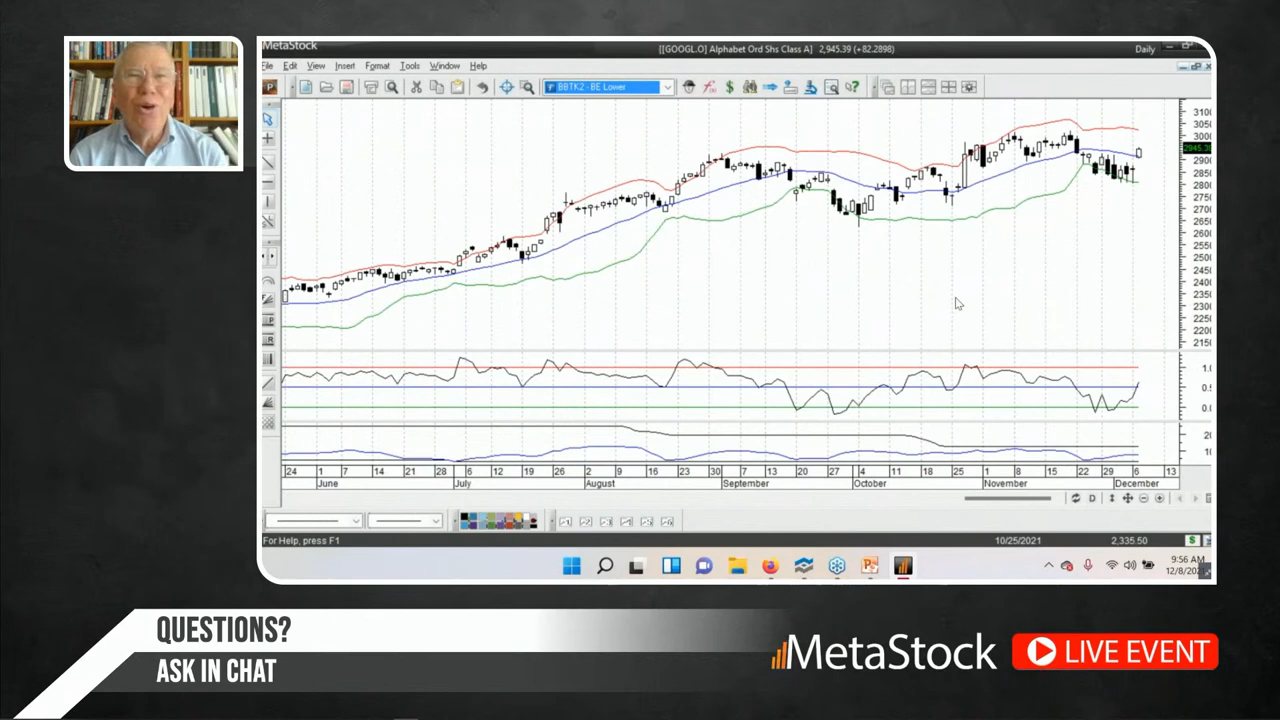 MetaStock
[[GOOGL.O] Alphabet Ord Shs Class A] 2,945.39 (+82.2898)
Daily
File Edit View Insert Format Tools Window Help
BBTK2 - BE Lower
3100
3050
3000
2945.39
2900
2850
2800
2750
2700
2650
2600
2550
2500
2450
2400
2350
2300
2250
2200
2150
1.0
0.5
0.0
20
10
24 1 7 14 21 28 6 12 19 26 2 9 16 23 30 7 13 20 27 4 11 18 25 1 8 15 22 29 6 13
June July August September October November December
D
For Help, press F1
10/25/2021
2,335.50
9:56 AM
QUESTIONS?
ASK IN CHAT
MetaStock
LIVE EVENT